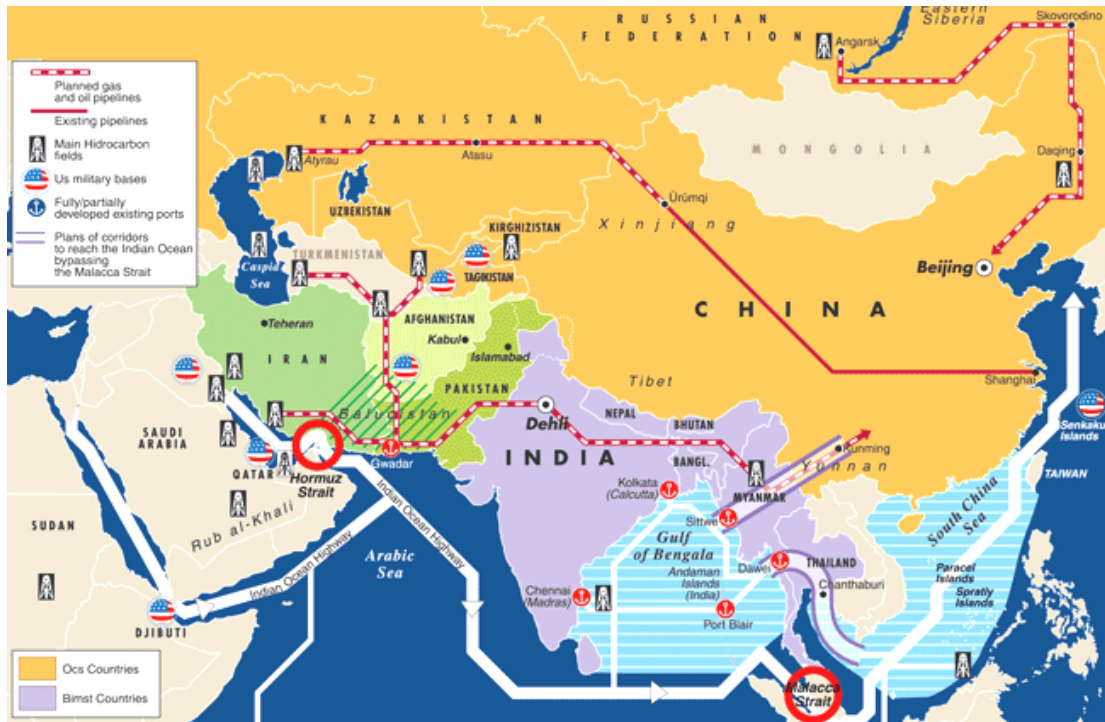 RUSSIAN
FEDERATION
Eastern
Siberia
Skovorodino
Angarsk
Planned gas
and oil pipelines
Existing pipelines
Main Hidrocarbon
fields
Us military bases
Fully/partially
developed existing ports
Plans of corridors
to reach the Indian Ocean
bypassing
the Malacca Strait
KAZAKISTAN
Atyrau
Atasu
MONGOLIA
Daqing
UZBEKISTAN
Ürümqi
Xinjiang
KIRGHIZISTAN
TURKMENISTAN
TAGIKISTAN
Caspid
Sea
Beijing
CHINA
Teheran
AFGHANISTAN
Kabul
Islamabad
IRAN
PAKISTAN
Tibet
Shanghai
Balucistan
Dehli
NEPAL
BHUTAN
Senkaku
Islands
SAUDI
ARABIA
INDIA
BANGL.
Kunming
Yunnan
QATAR
Hormuz
Strait
Gwadar
Kolkata
(Calcutta)
MYANMAR
TAIWAN
SUDAN
Rub al-Khali
Sittwe
South China
Sea
Gulf
of Bengala
Indian Ocean Highway
Indian Ocean Highway
Arabic
Sea
Dawei
THAILAND
Andaman
Islands
(India)
Chanthaburi
Paracel
Islands
Spratly
Islands
Chennai
(Madras)
Port Blair
DJIBUTI
Ocs Countries
Bimst Countries
Malacca
Strait